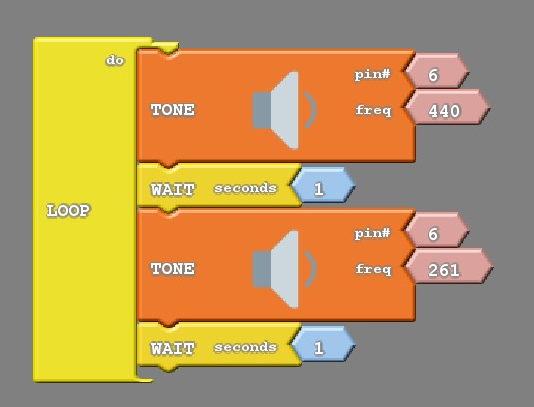 do
pin# 6
TONE freq 440
WAIT seconds 1
LOOP
pin# 6
TONE freq 261
WAIT seconds 1